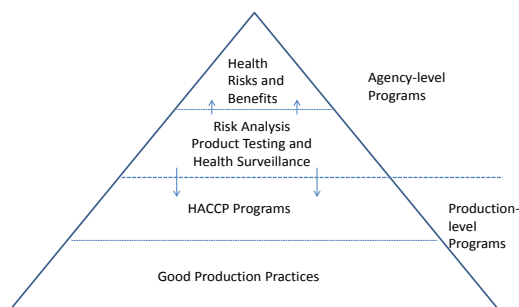 Health
Risks and
Benefits
Agency-level
Programs
Risk Analysis
Product Testing and
Health Surveillance
HACCP Programs
Production-
level
Programs
Good Production Practices